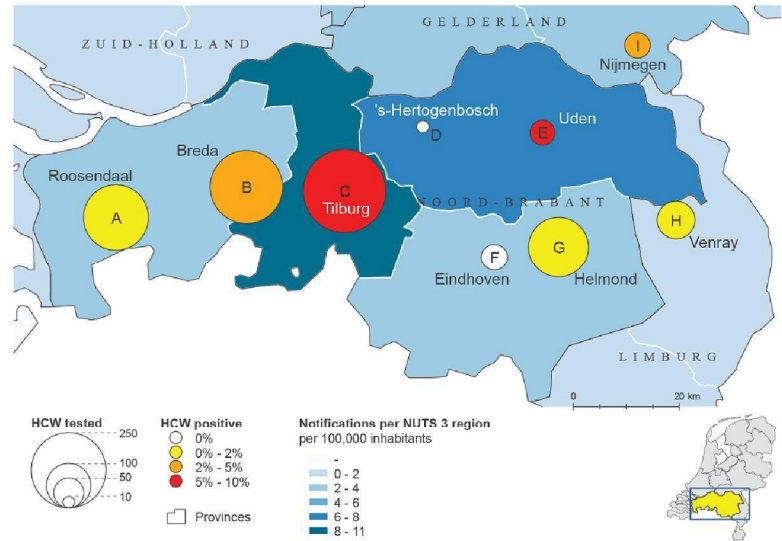 ZUID-HOLLAND
GELDERLAND
I
Nijmegen
's-Hertogenbosch
D
E
Uden
Breda
B
Roosendaal
A
C
Tilburg
NOORD-BRABANT
H
Venray
G
F
Eindhoven
Helmond
LIMBURG
0 20 km
HCW tested
250
100
50
10
HCW positive
0%
0% - 2%
2% - 5%
5% - 10%
Provinces
Notifications per NUTS 3 region
per 100,000 inhabitants
-
0 - 2
2 - 4
4 - 6
6 - 8
8 - 11